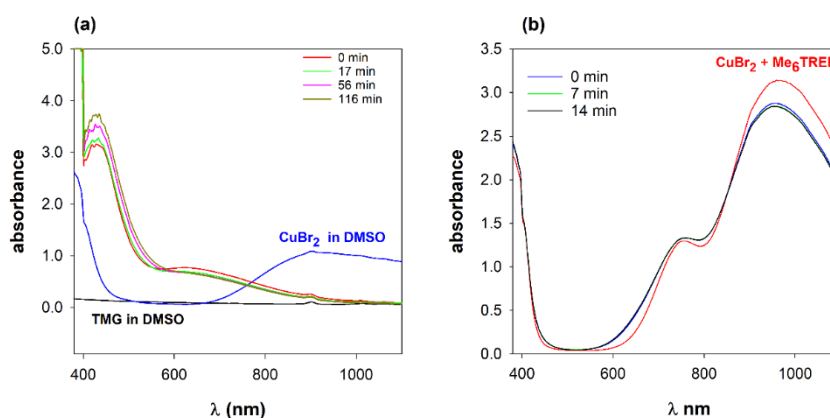 (a)
5.0
4.0
3.0
2.0
1.0
0.0
absorbance
0 min
17 min
56 min
116 min
CuBr2 in DMSO
TMG in DMSO
400 600 800 1000
λ (nm)
(b)
3.5
3.0
2.5
2.0
1.5
1.0
0.5
0.0
absorbance
0 min
7 min
14 min
CuBr2 + Me6TREN
400 600 800 1000
λ nm